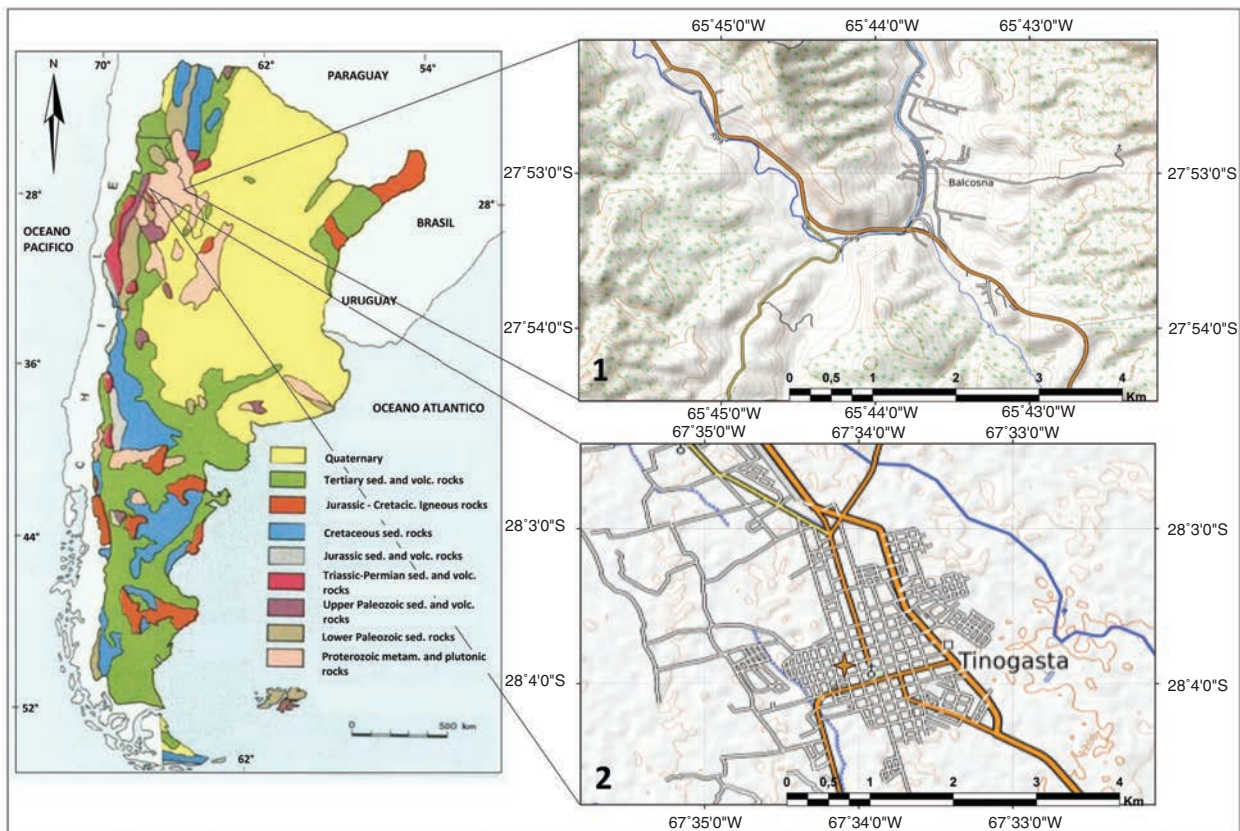 70°
62°
54°
N
PARAGUAY
28°
28°
BRASIL
OCEANO
PACIFICO
URUGUAY
C H I L E
36°
OCEANO ATLANTICO
Quaternary
Tertiary sed. and volc. rocks
Jurassic - Cretacic. Igneous rocks
44°
Cretaceous sed. rocks
Jurassic sed. and volc. rocks
Triassic-Permian sed. and volc.
rocks
Upper Paleozoic sed. and volc.
rocks
Lower Paleozoic sed. rocks
Proterozoic metam. and plutonic
rocks
52°
0 500 km
62°
65°45'0"W 65°44'0"W 65°43'0"W
27°53'0"S
27°53'0"S
Balcosna
RP9
RP9
27°54'0"S
27°54'0"S
1
0 0,5 1 2 3 4
Km
65°45'0"W 65°44'0"W 65°43'0"W
67°35'0"W 67°34'0"W 67°33'0"W
28°3'0"S
28°3'0"S
Tinogasta
28°4'0"S
28°4'0"S
2
0 0,5 1 2 3 4
Km
67°35'0"W 67°34'0"W 67°33'0"W